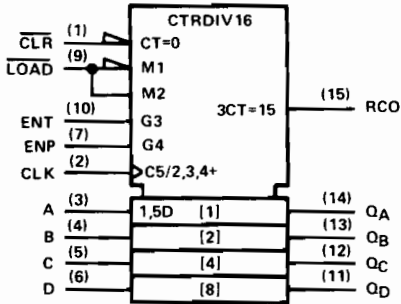 CTRDIV16
CLR (1) CT=0
LOAD (9) M1
M2
3CT=15 (15) RCO
ENT (10) G3
ENP (7) G4
CLK (2) C5/2,3,4+
A (3) 1,5D [1] (14) QA
B (4) [2] (13) QB
C (5) [4] (12) QC
D (6) [8] (11) QD